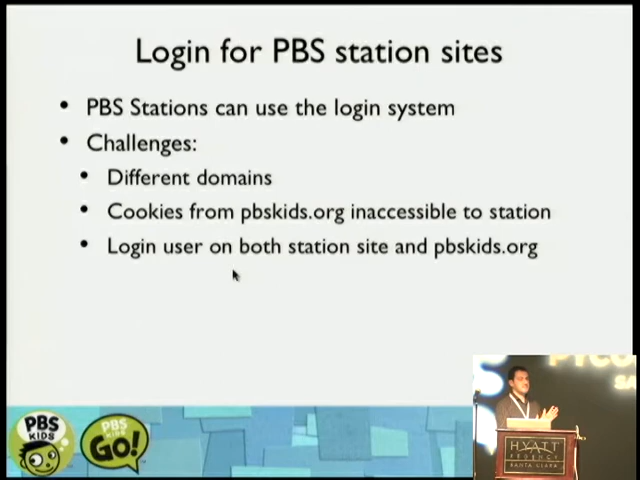 Login for PBS station sites
• PBS Stations can use the login system
• Challenges:
• Different domains
• Cookies from pbskids.org inaccessible to station
• Login user on both station site and pbskids.org
PBS
KIDS
PBS
KIDS
GO!
HYATT
REGENCY
SANTA CLARA